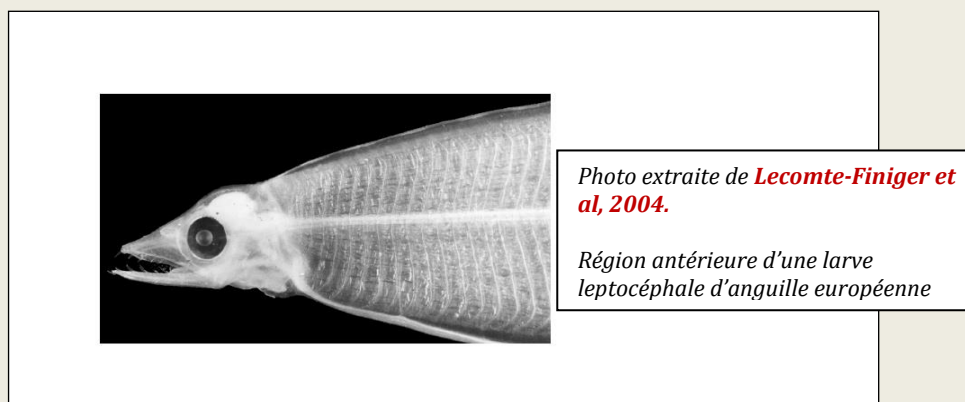 Photo extraite de Lecomte-Finiger et
al, 2004.
Région antérieure d’une larve
leptocéphale d’anguille européenne